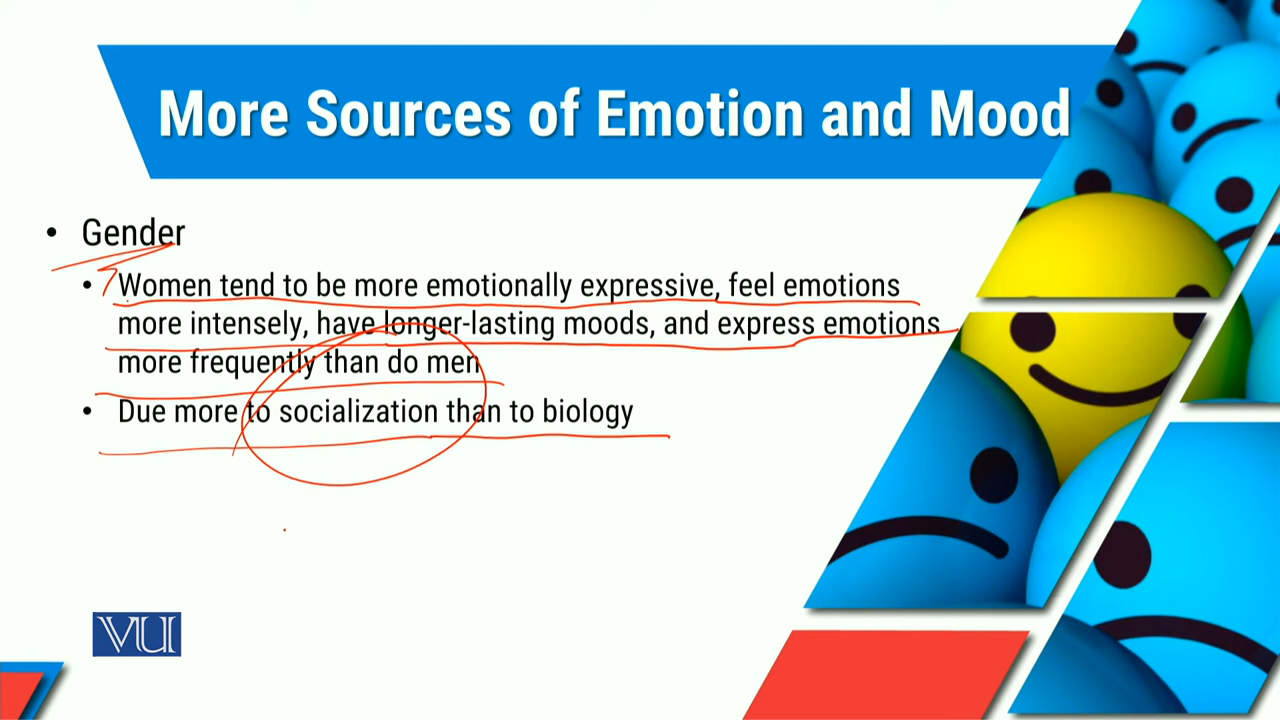 More Sources of Emotion and Mood
• Gender
• Women tend to be more emotionally expressive, feel emotions
more intensely, have longer-lasting moods, and express emotions
more frequently than do men
• Due more to socialization than to biology
VU